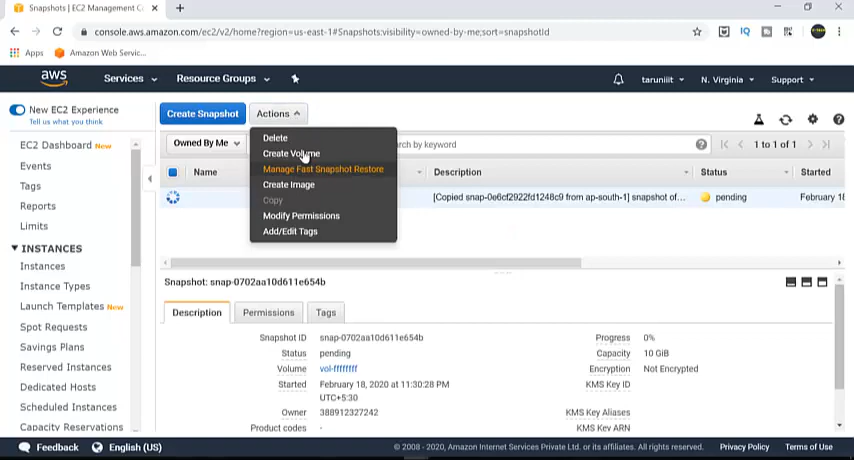 Snapshots | EC2 Management Co
console.aws.amazon.com/ec2/v2/home?region=us-east-1#Snapshots:visibility=owned-by-me;sort=snapshotId
IQ
Apps Amazon Web Servic...
aws Services Resource Groups taruniiit N. Virginia Support
New EC2 Experience
Tell us what you think
EC2 Dashboard New
Events
Tags
Reports
Limits
INSTANCES
Instances
Instance Types
Launch Templates New
Spot Requests
Savings Plans
Reserved Instances
Dedicated Hosts
Scheduled Instances
Capacity Reservations
Create Snapshot Actions
Delete
Create Volume
Manage Fast Snapshot Restore
Create Image
Copy
Modify Permissions
Add/Edit Tags
Owned By Me rch by keyword 1 to 1 of 1
Name Description Status Started
[Copied snap-0e6cf2922fd1248c9 from ap-south-1] snapshot of... pending February 18
Snapshot: snap-0702aa10d611e654b
Description Permissions Tags
Snapshot ID snap-0702aa10d611e654b Progress 0%
Status pending Capacity 10 GiB
Volume vol-ffffffff Encryption Not Encrypted
Started February 18, 2020 at 11:30:28 PM KMS Key ID
UTC+5:30
Owner 388912327242 KMS Key Aliases
Product codes - KMS Key ARN
Feedback English (US) © 2008 - 2020, Amazon Internet Services Private Ltd. or its affiliates. All rights reserved. Privacy Policy Terms of Use